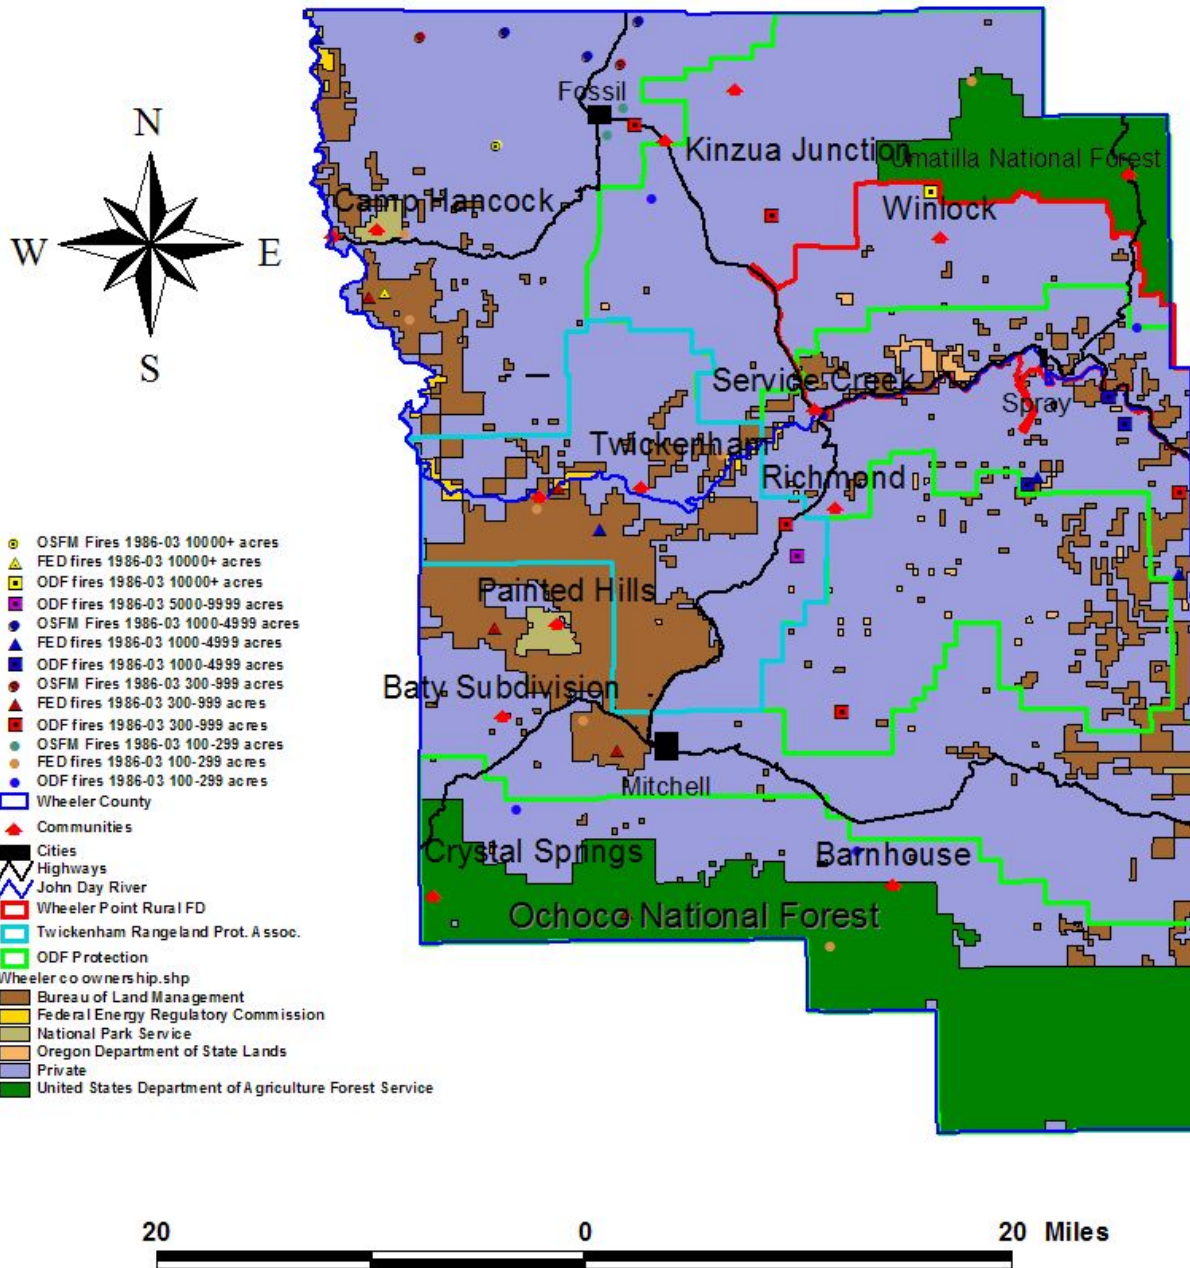 Fossil
N
Kinzua Junction
Umatilla National Forest
Camp Hancock
Winlock
W
E
S
Service Creek
Spray
Twickenham
Richmond
OSFM Fires 1986-03 10000+ acres
FED fires 1986-03 10000+ acres
ODF fires 1986-03 10000+ acres
ODF fires 1986-03 5000-9999 acres
OSFM Fires 1986-03 1000-4999 acres
FED fires 1986-03 1000-4999 acres
ODF fires 1986-03 1000-4999 acres
OSFM Fires 1986-03 300-999 acres
FED fires 1986-03 300-999 acres
ODF fires 1986-03 300-999 acres
OSFM Fires 1986-03 100-299 acres
FED fires 1986-03 100-299 acres
ODF fires 1986-03 100-299 acres
Wheeler County
Communities
Cities
Highways
John Day River
Wheeler Point Rural FD
Twickenham Rangeland Prot. Assoc.
ODF Protection
Wheeler co ownership.shp
Bureau of Land Management
Federal Energy Regulatory Commission
National Park Service
Oregon Department of State Lands
Private
United States Department of Agriculture Forest Service
Painted Hills
Baty Subdivision
Mitchell
Crystal Springs
Barnhouse
Ochoco National Forest
20 0 20 Miles